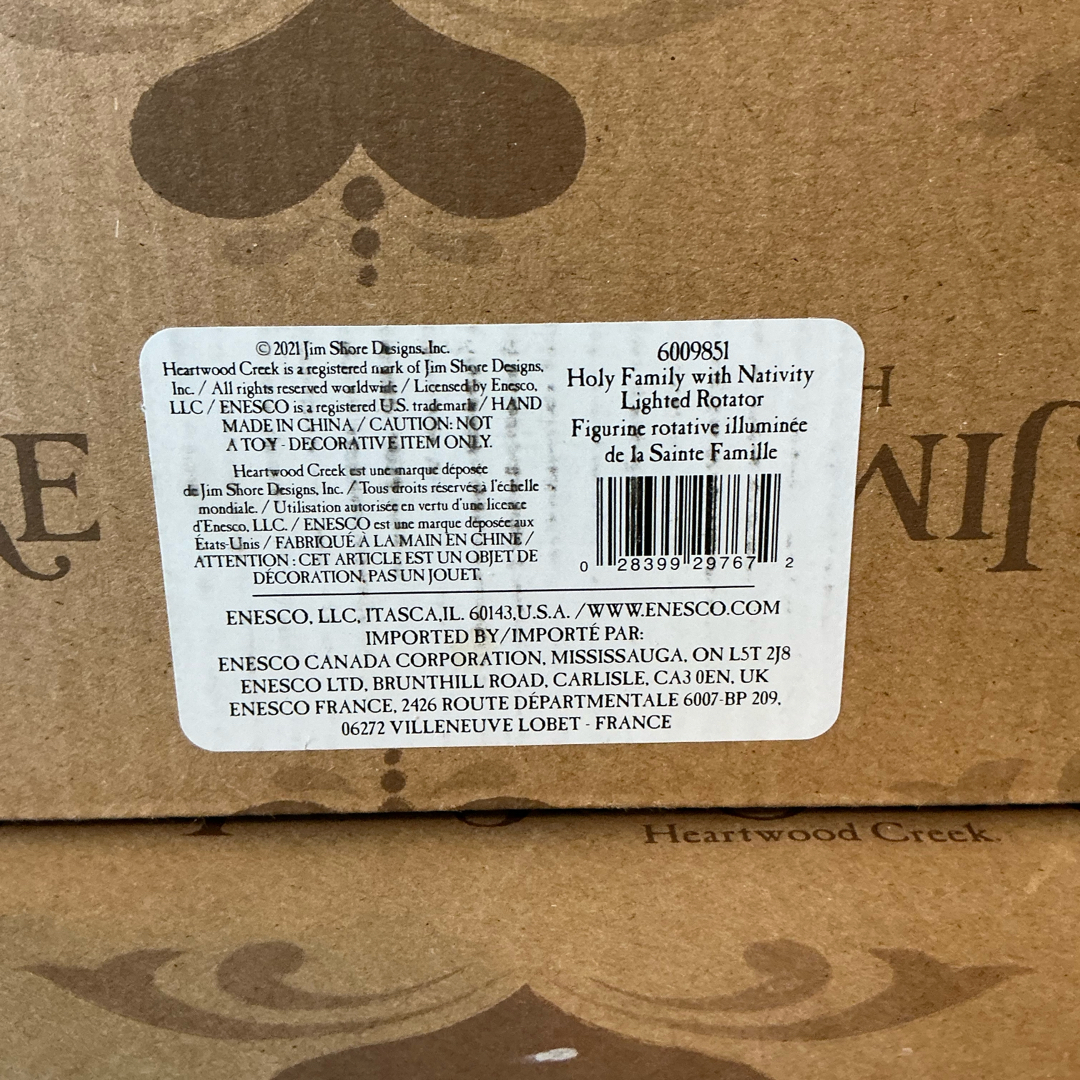 © 2021 Jim Shore Designs, Inc.
Heartwood Creek is a registered mark of Jim Shore Designs,
Inc. / All rights reserved worldwide / Licensed by Enesco,
LLC / ENESCO is a registered U.S. trademark / HAND
MADE IN CHINA / CAUTION: NOT
A TOY - DECORATIVE ITEM ONLY.
Heartwood Creek est une marque déposée
de Jim Shore Designs, Inc. / Tous droits réservés à l'échelle
mondiale. / Utilisation autorisée en vertu d'une licence
d'Enesco, LLC. / ENESCO est une marque déposée aux
États-Unis / FABRIQUÉ À LA MAIN EN CHINE /
ATTENTION : CET ARTICLE EST UN OBJET DE
DÉCORATION, PAS UN JOUET.
6009851
Holy Family with Nativity
Lighted Rotator
Figurine rotative illuminée
de la Sainte Famille
0 28399 29767 2
ENESCO, LLC, ITASCA,IL. 60143,U.S.A. /WWW.ENESCO.COM
IMPORTED BY/IMPORTÉ PAR:
ENESCO CANADA CORPORATION, MISSISSAUGA, ON L5T 2J8
ENESCO LTD, BRUNTHILL ROAD, CARLISLE, CA3 0EN, UK
ENESCO FRANCE, 2426 ROUTE DÉPARTMENTALE 6007-BP 209,
06272 VILLENEUVE LOBET - FRANCE
JIM
Heartwood Creek.